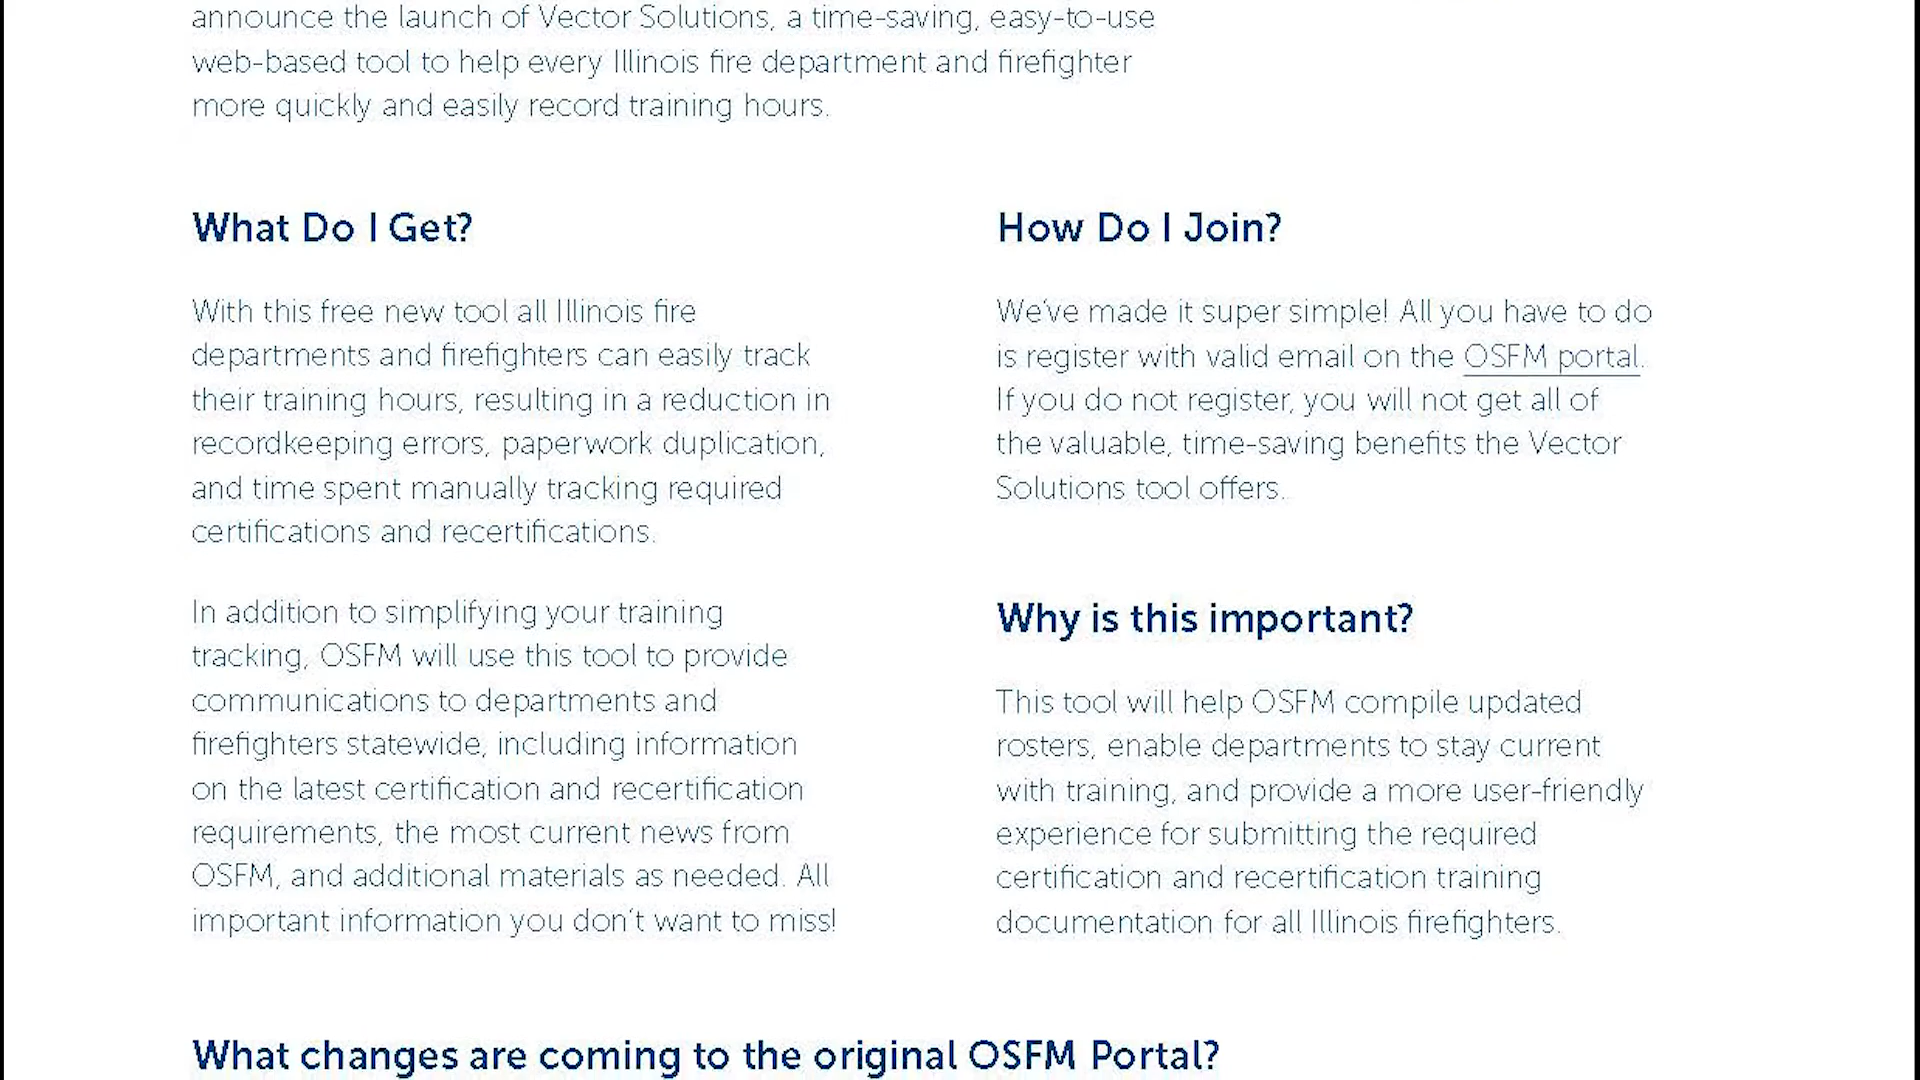 announce the launch of Vector Solutions, a time-saving, easy-to-use
web-based tool to help every Illinois fire department and firefighter
more quickly and easily record training hours.
What Do I Get?
With this free new tool all Illinois fire
departments and firefighters can easily track
their training hours, resulting in a reduction in
recordkeeping errors, paperwork duplication,
and time spent manually tracking required
certifications and recertifications.
In addition to simplifying your training
tracking, OSFM will use this tool to provide
communications to departments and
firefighters statewide, including information
on the latest certification and recertification
requirements, the most current news from
OSFM, and additional materials as needed. All
important information you don't want to miss!
How Do I Join?
We've made it super simple! All you have to do
is register with valid email on the OSFM portal.
If you do not register, you will not get all of
the valuable, time-saving benefits the Vector
Solutions tool offers.
Why is this important?
This tool will help OSFM compile updated
rosters, enable departments to stay current
with training, and provide a more user-friendly
experience for submitting the required
certification and recertification training
documentation for all Illinois firefighters.
What changes are coming to the original OSFM Portal?